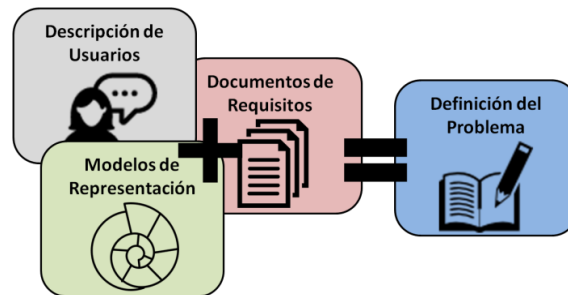 Descripción de
Usuarios
Documentos de
Requisitos
Definición del
Problema
Modelos de
Representación